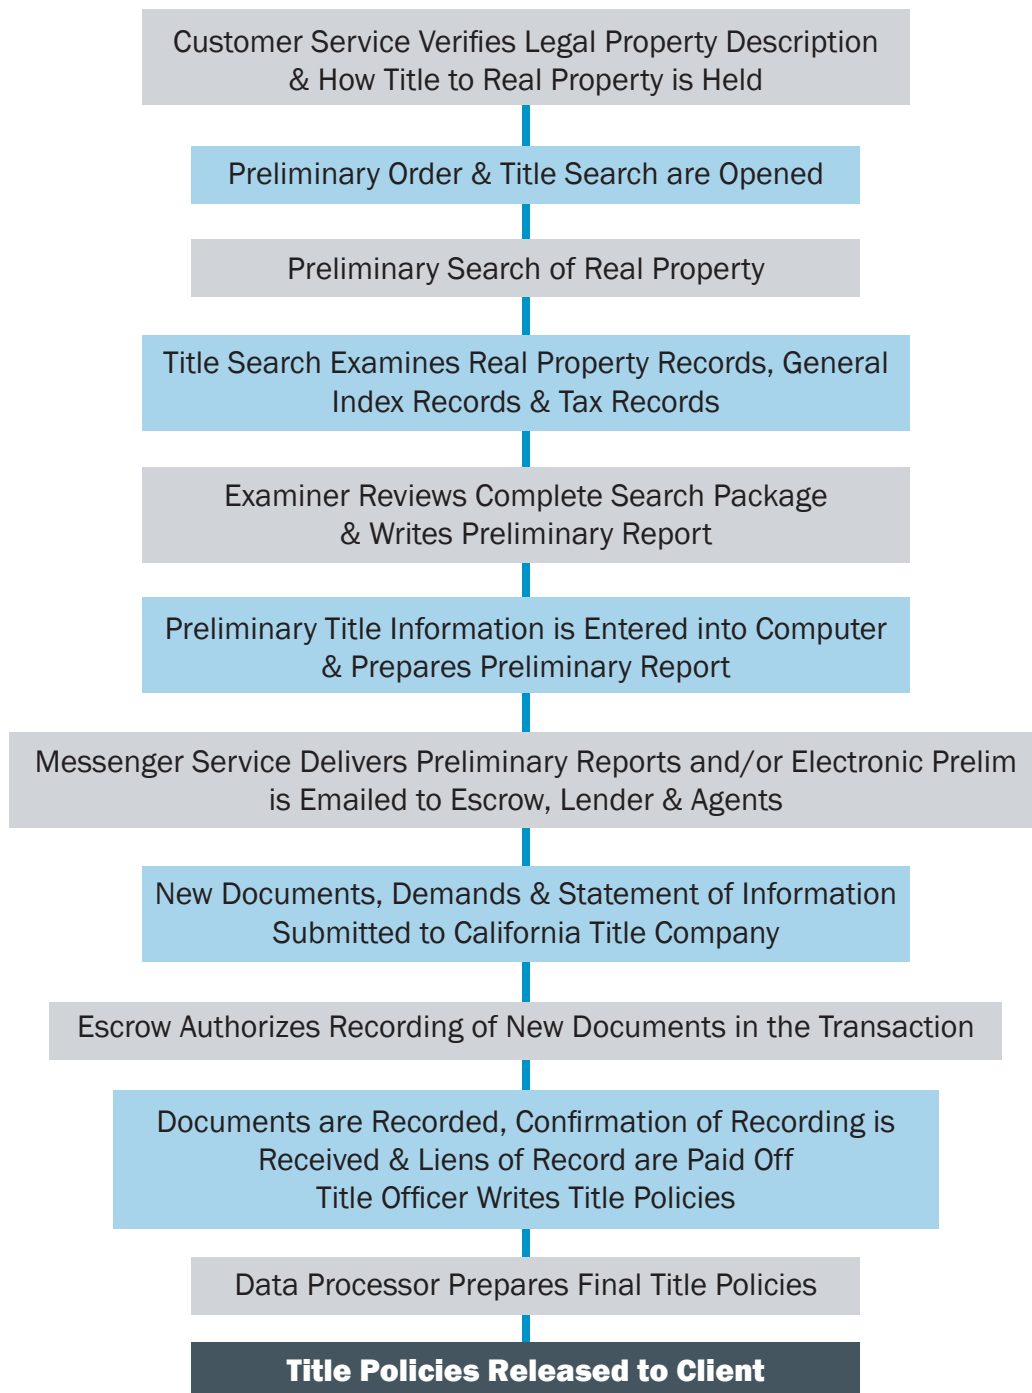 Customer Service Verifies Legal Property Description
& How Title to Real Property is Held
Preliminary Order & Title Search are Opened
Preliminary Search of Real Property
Title Search Examines Real Property Records, General
Index Records & Tax Records
Examiner Reviews Complete Search Package
& Writes Preliminary Report
Preliminary Title Information is Entered into Computer
& Prepares Preliminary Report
Messenger Service Delivers Preliminary Reports and/or Electronic Prelim
is Emailed to Escrow, Lender & Agents
New Documents, Demands & Statement of Information
Submitted to California Title Company
Escrow Authorizes Recording of New Documents in the Transaction
Documents are Recorded, Confirmation of Recording is
Received & Liens of Record are Paid Off
Title Officer Writes Title Policies
Data Processor Prepares Final Title Policies
Title Policies Released to Client